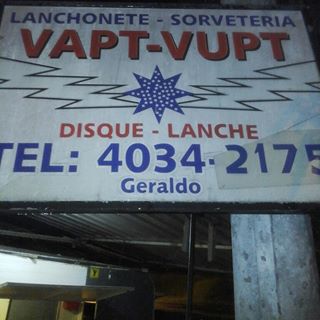 LANCHONETE - SORVETERIA
VAPT-VUPT
DISQUE - LANCHE
TEL: 4034-2175
Geraldo